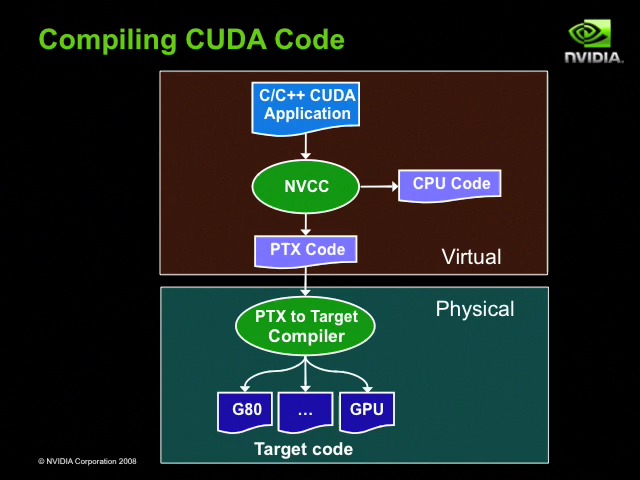 Compiling CUDA Code
NVIDIA.
C/C++ CUDA
Application
NVCC
CPU Code
PTX Code
Virtual
Physical
PTX to Target
Compiler
G80
...
GPU
Target code
© NVIDIA Corporation 2008